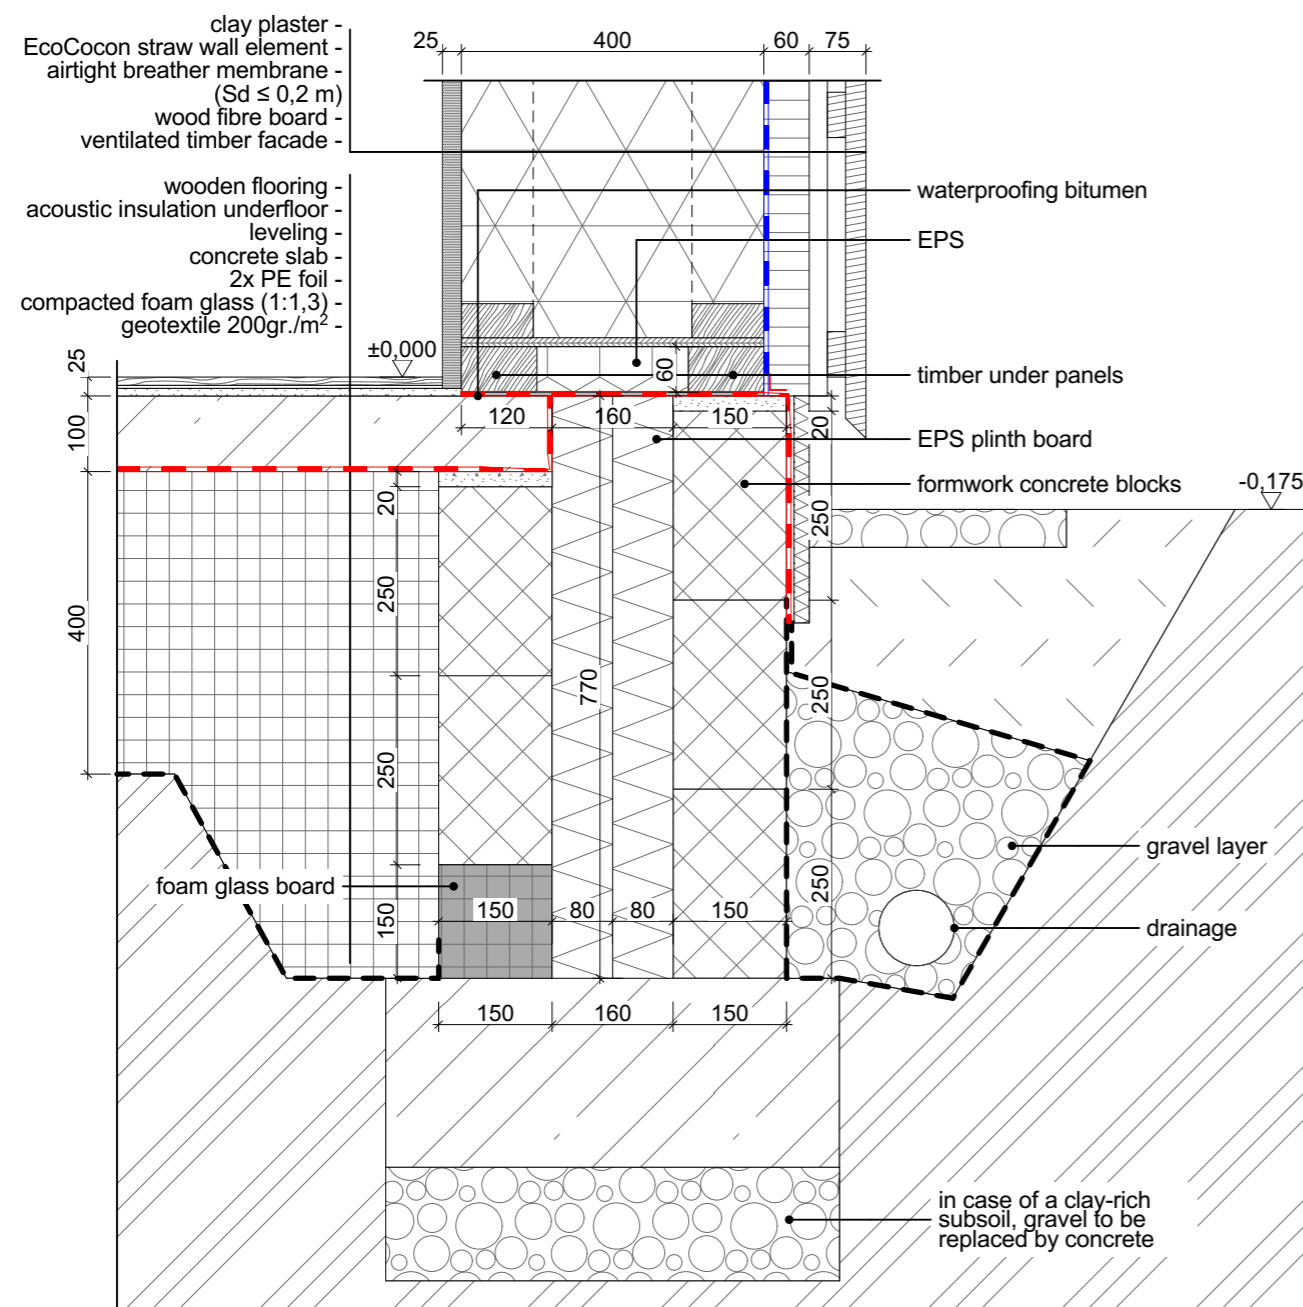 clay plaster -
EcoCocon straw wall element -
airtight breather membrane -
(Sd ≤ 0,2 m)
wood fibre board -
ventilated timber facade -
25 400 60 75
wooden flooring -
acoustic insulation underfloor -
leveling -
concrete slab -
2x PE foil -
compacted foam glass (1:1,3) -
geotextile 200gr./m²
waterproofing bitumen
EPS
±0,000
25
60
timber under panels
120 160 150
20
100
EPS plinth board
formwork concrete blocks
-0,175
20
250
250
400
770
250
250
foam glass board
150
150 80 80 150
250
gravel layer
drainage
150 160 150
in case of a clay-rich
subsoil, gravel to be
replaced by concrete